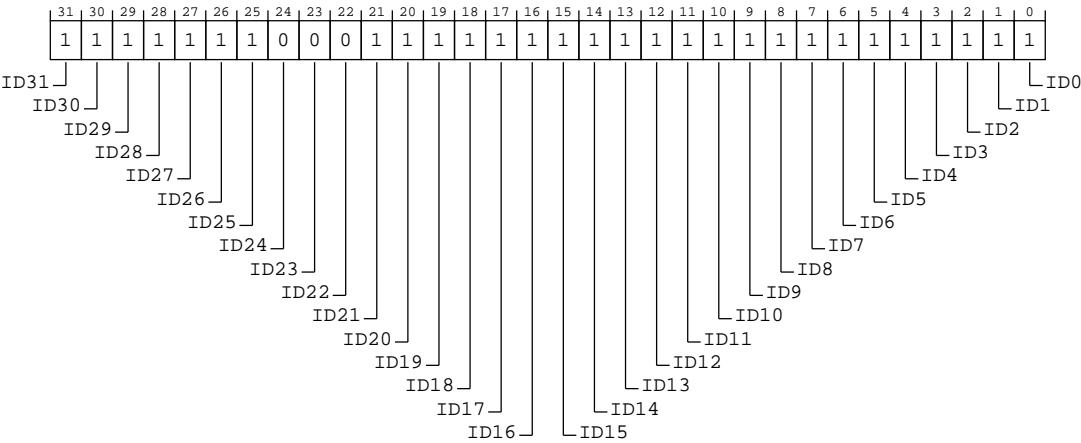 31 30 29 28 27 26 25 24 23 22 21 20 19 18 17 16 15 14 13 12 11 10 9 8 7 6 5 4 3 2 1 0
1 1 1 1 1 1 1 0 0 0 1 1 1 1 1 1 1 1 1 1 1 1 1 1 1 1 1 1 1 1 1 1
ID31 ID0
ID30 ID1
ID29 ID2
ID28 ID3
ID27 ID4
ID26 ID5
ID25 ID6
ID24 ID7
ID23 ID8
ID22 ID9
ID21 ID10
ID20 ID11
ID19 ID12
ID18 ID13
ID17 ID14
ID16 ID15